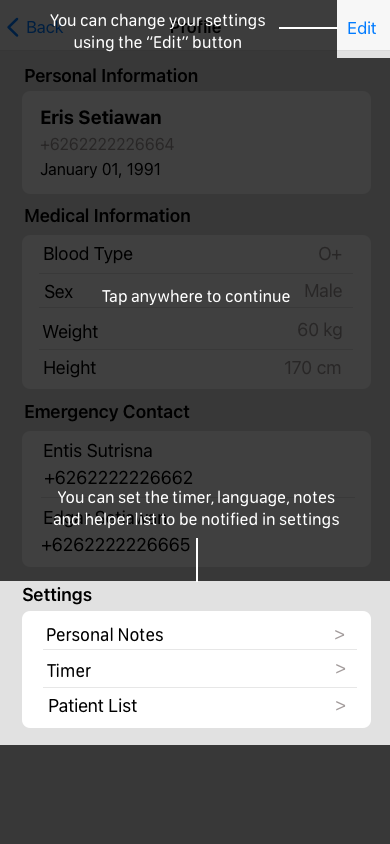 You can change your settings
using the “Edit” button
Back
Profile
Edit
Personal Information
Eris Setiawan
+6262222226664
January 01, 1991
Medical Information
Blood Type O+
Sex Male
Tap anywhere to continue
Weight 60 kg
Height 170 cm
Emergency Contact
Entis Sutrisna
+6262222226662
You can set the timer, language, notes
and helper list to be notified in settings
+6262222226665
Settings
Personal Notes >
Timer >
Patient List >